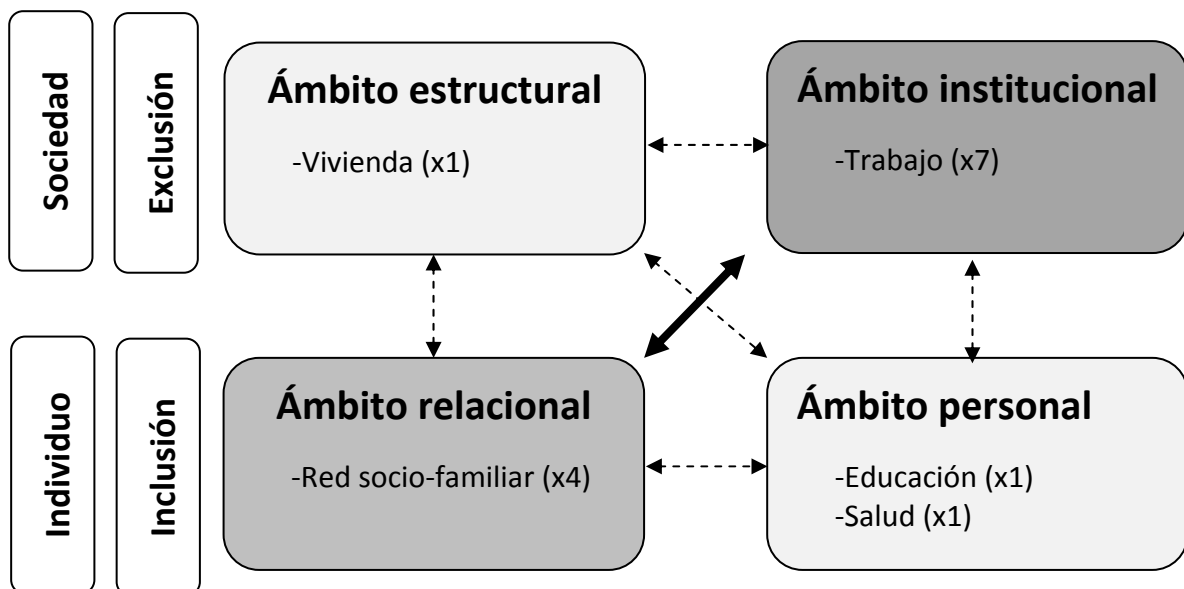 Sociedad
Exclusión
Ámbito estructural
-Vivienda (x1)
Ámbito institucional
-Trabajo (x7)
Individuo
Inclusión
Ámbito relacional
-Red socio-familiar (x4)
Ámbito personal
-Educación (x1)
-Salud (x1)